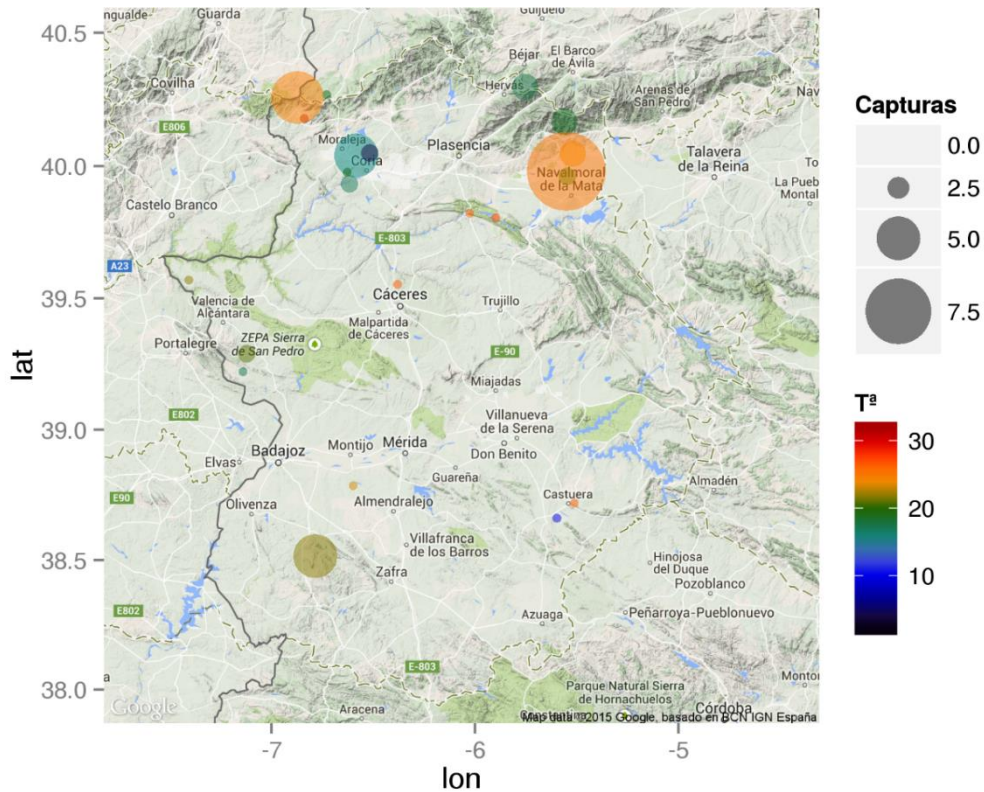 40.5
40.0
39.5
39.0
38.5
38.0
lat
-7
-6
-5
lon
Guarda
Guijuelo
Covilha
Béjar
El Barco
de Ávila
Hervás
Arenas de
San Pedro
E806
Moraleja
Coria
Plasencia
Navalmoral
de la Mata
Talavera
de la Reina
Castelo Branco
E-803
A23
Cáceres
Trujillo
Valencia de
Alcántara
Malpartida
de Cáceres
ZEPA Sierra
de San Pedro
Portalegre
E-90
Miajadas
E802
Villanueva
de la Serena
Badajoz
Montijo
Mérida
Don Benito
Elvas
Guareña
E90
Olivenza
Almendralejo
Castuera
Almadén
Villafranca
de los Barros
Zafra
Hinojosa
del Duque
Pozoblanco
E802
Azuaga
Peñarroya-Pueblonuevo
E-803
Parque Natural Sierra
de Hornachuelos
Aracena
Córdoba
Google
Map data ©2015 Google, basado en BCN IGN España
Capturas
0.0
2.5
5.0
7.5
Tª
30
20
10